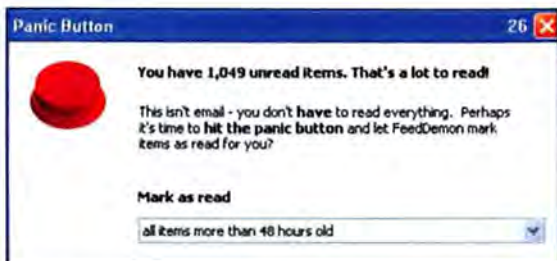 Panic Button 26
You have 1,049 unread items. That's a lot to read!
This isn't email - you don't have to read everything. Perhaps
it's time to hit the panic button and let FeedDemon mark
items as read for you?
Mark as read
all items more than 48 hours old